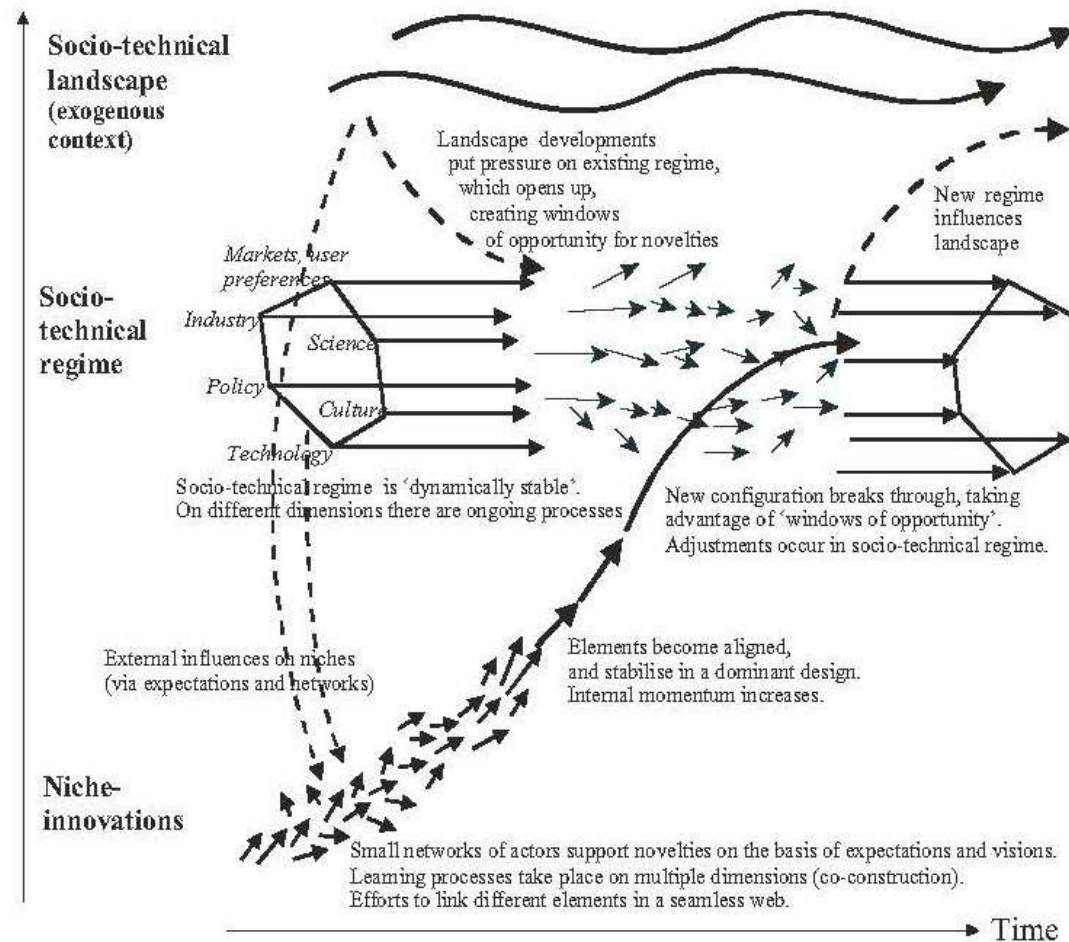 Socio-technical
landscape
(exogenous
context)
Landscape developments
put pressure on existing regime,
which opens up,
creating windows
of opportunity for novelties
New regime
influences
landscape
Markets, user
preferences
Socio-
technical
regime
Industry
Science
Policy
Culture
Technology
Socio-technical regime is ‘dynamically stable’.
On different dimensions there are ongoing processes
New configuration breaks through, taking
advantage of ‘windows of opportunity’.
Adjustments occur in socio-technical regime.
External influences on niches
(via expectations and networks)
Elements become aligned,
and stabilise in a dominant design.
Internal momentum increases.
Niche-
innovations
Small networks of actors support novelties on the basis of expectations and visions.
Learning processes take place on multiple dimensions (co-construction).
Efforts to link different elements in a seamless web.
Time